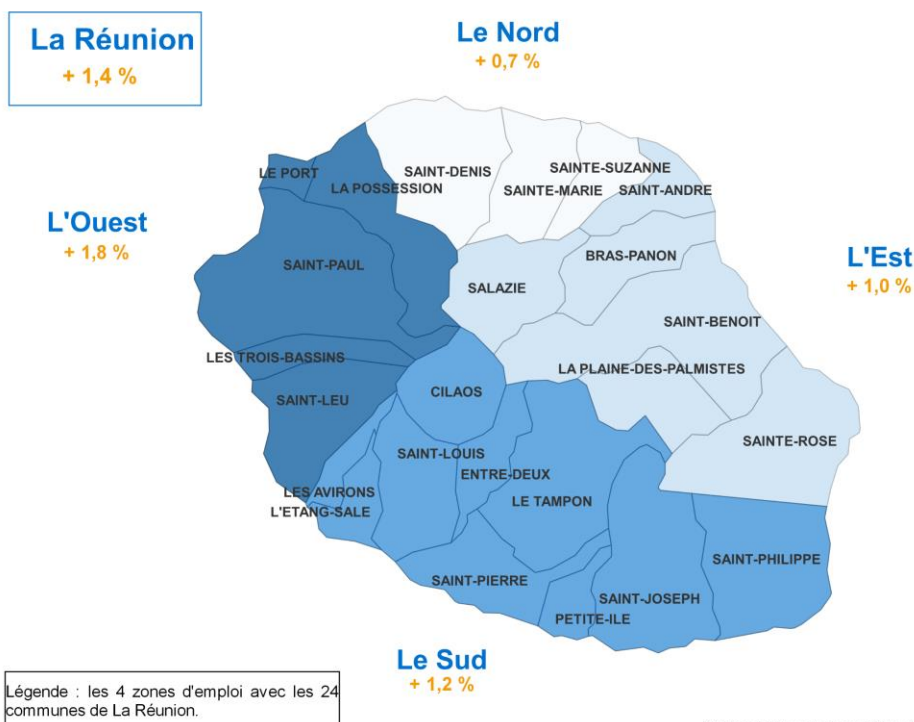 La Réunion
+ 1,4 %
Le Nord
+ 0,7 %
L'Ouest
+ 1,8 %
L'Est
+ 1,0 %
LE PORT
LA POSSESSION
SAINT-DENIS
SAINTE-MARIE
SAINTE-SUZANNE
SAINT-ANDRE
SAINT-PAUL
SALAZIE
BRAS-PANON
SAINT-BENOIT
LES TROIS-BASSINS
LA PLAINE-DES-PALMISTES
CILAOS
SAINT-LEU
SAINTE-ROSE
SAINT-LOUIS
ENTRE-DEUX
LES AVIRONS
LE TAMPON
L'ETANG-SALE
SAINT-PHILIPPE
SAINT-PIERRE
SAINT-JOSEPH
PETITE-ILE
Le Sud
+ 1,2 %
Légende : les 4 zones d'emploi avec les 24
communes de La Réunion.